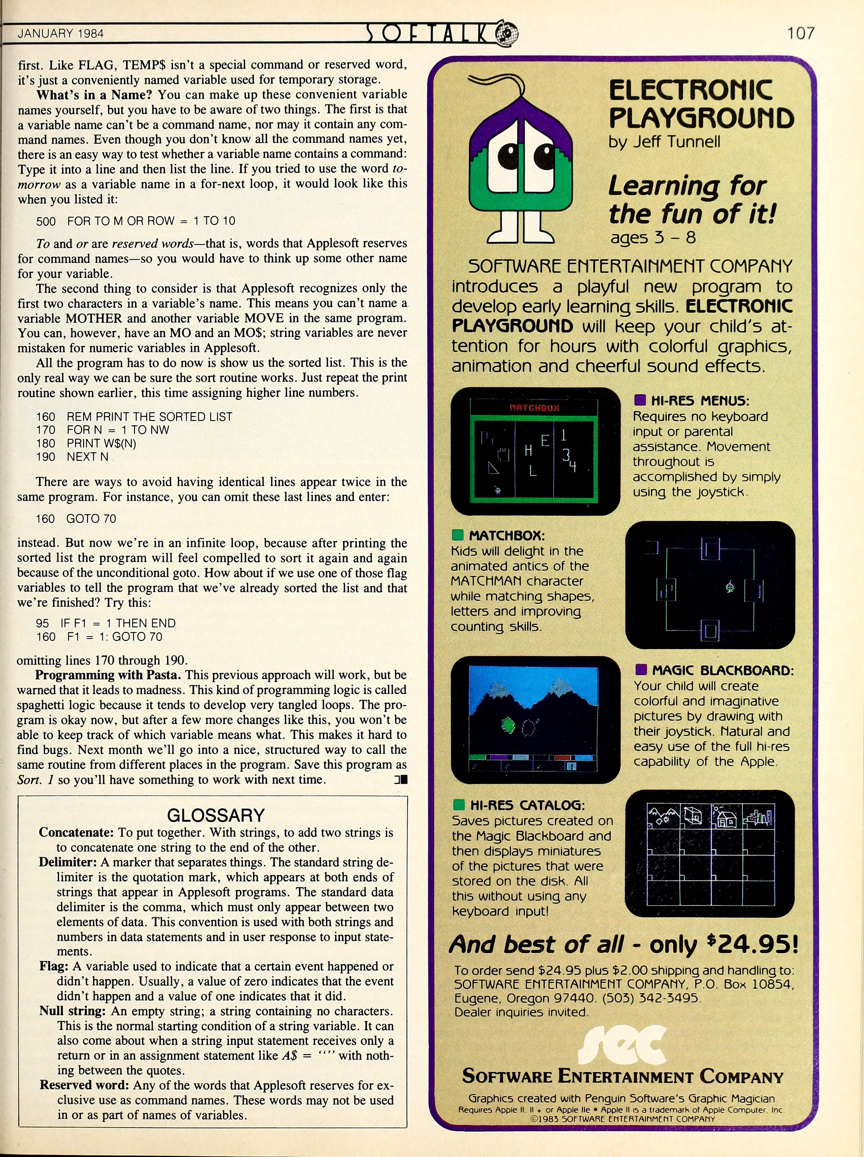 JANUARY 1984
SOFTALK
107
first. Like FLAG, TEMP$ isn't a special command or reserved word,
it's just a conveniently named variable used for temporary storage.
What's in a Name? You can make up these convenient variable
names yourself, but you have to be aware of two things. The first is that
a variable name can't be a command name, nor may it contain any com-
mand names. Even though you don't know all the command names yet,
there is an easy way to test whether a variable name contains a command:
Type it into a line and then list the line. If you tried to use the word to-
morrow as a variable name in a for-next loop, it would look like this
when you listed it:
500 FOR TO M OR ROW = 1 TO 10
To and or are reserved words—that is, words that Applesoft reserves
for command names—so you would have to think up some other name
for your variable.
The second thing to consider is that Applesoft recognizes only the
first two characters in a variable's name. This means you can't name a
variable MOTHER and another variable MOVE in the same program.
You can, however, have an MO and an MO$; string variables are never
mistaken for numeric variables in Applesoft.
All the program has to do now is show us the sorted list. This is the
only real way we can be sure the sort routine works. Just repeat the print
routine shown earlier, this time assigning higher line numbers.
160 REM PRINT THE SORTED LIST
170 FOR N = 1 TO NW
180 PRINT W$(N)
190 NEXT N
There are ways to avoid having identical lines appear twice in the
same program. For instance, you can omit these last lines and enter:
160 GOTO 70
instead. But now we're in an infinite loop, because after printing the
sorted list the program will feel compelled to sort it again and again
because of the unconditional goto. How about if we use one of those flag
variables to tell the program that we've already sorted the list and that
we're finished? Try this:
95 IF F1 = 1 THEN END
160 F1 = 1: GOTO 70
omitting lines 170 through 190.
Programming with Pasta. This previous approach will work, but be
warned that it leads to madness. This kind of programming logic is called
spaghetti logic because it tends to develop very tangled loops. The pro-
gram is okay now, but after a few more changes like this, you won't be
able to keep track of which variable means what. This makes it hard to
find bugs. Next month we'll go into a nice, structured way to call the
same routine from different places in the program. Save this program as
Sort. 1 so you'll have something to work with next time.
GLOSSARY
Concatenate: To put together. With strings, to add two strings is
to concatenate one string to the end of the other.
Delimiter: A marker that separates things. The standard string de-
limiter is the quotation mark, which appears at both ends of
strings that appear in Applesoft programs. The standard data
delimiter is the comma, which must only appear between two
elements of data. This convention is used with both strings and
numbers in data statements and in user response to input state-
ments.
Flag: A variable used to indicate that a certain event happened or
didn't happen. Usually, a value of zero indicates that the event
didn't happen and a value of one indicates that it did.
Null string: An empty string; a string containing no characters.
This is the normal starting condition of a string variable. It can
also come about when a string input statement receives only a
return or in an assignment statement like A$ = "" with noth-
ing between the quotes.
Reserved word: Any of the words that Applesoft reserves for ex-
clusive use as command names. These words may not be used
in or as part of names of variables.
ELECTRONIC
PLAYGROUND
by Jeff Tunnell
Learning for
the fun of it!
ages 3 – 8
SOFTWARE ENTERTAINMENT COMPANY
introduces a playful new program to
develop early learning skills. ELECTRONIC
PLAYGROUND will keep your child's at-
tention for hours with colorful graphics,
animation and cheerful sound effects.
MATCHBOX
E 1
H 3
L 4
HI-RES MENUS:
Requires no keyboard
input or parental
assistance. Movement
throughout is
accomplished by simply
using the joystick.
MATCHBOX:
Kids will delight in the
animated antics of the
MATCHMAN character
while matching shapes,
letters and improving
counting skills.
MAGIC BLACKBOARD:
Your child will create
colorful and imaginative
pictures by drawing with
their joystick. Natural and
easy use of the full hi-res
capability of the Apple.
HI-RES CATALOG:
Saves pictures created on
the Magic Blackboard and
then displays miniatures
of the pictures that were
stored on the disk. All
this without using any
keyboard input!
And best of all - only $24.95!
To order send $24.95 plus $2.00 shipping and handling to:
SOFTWARE ENTERTAINMENT COMPANY, P.O. Box 10854,
Eugene, Oregon 97440. (503) 342-3495.
Dealer inquiries invited.
sec
SOFTWARE ENTERTAINMENT COMPANY
Graphics created with Penguin Software's Graphic Magician
Requires Apple II, II + or Apple IIe • Apple II is a trademark of Apple Computer, Inc.
©1983 SOFTWARE ENTERTAINMENT COMPANY